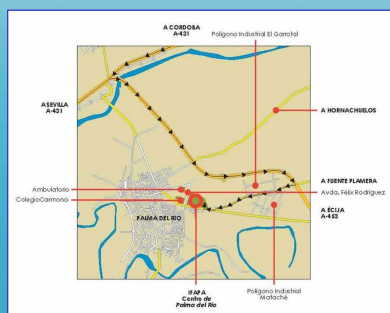 A CORDOBA
A-431
Polígono Industrial El Garrotal
A SEVILLA
A-431
A HORNACHUELOS
A FUENTE PLAMERA
Ambulatorio
Avda. Félix Rodríguez
Colegio Carmona
A ÉCIJA
A-453
PALMA DEL RIO
IFAPA
Centro de
Palma del Río
Polígono Industrial
Mataché